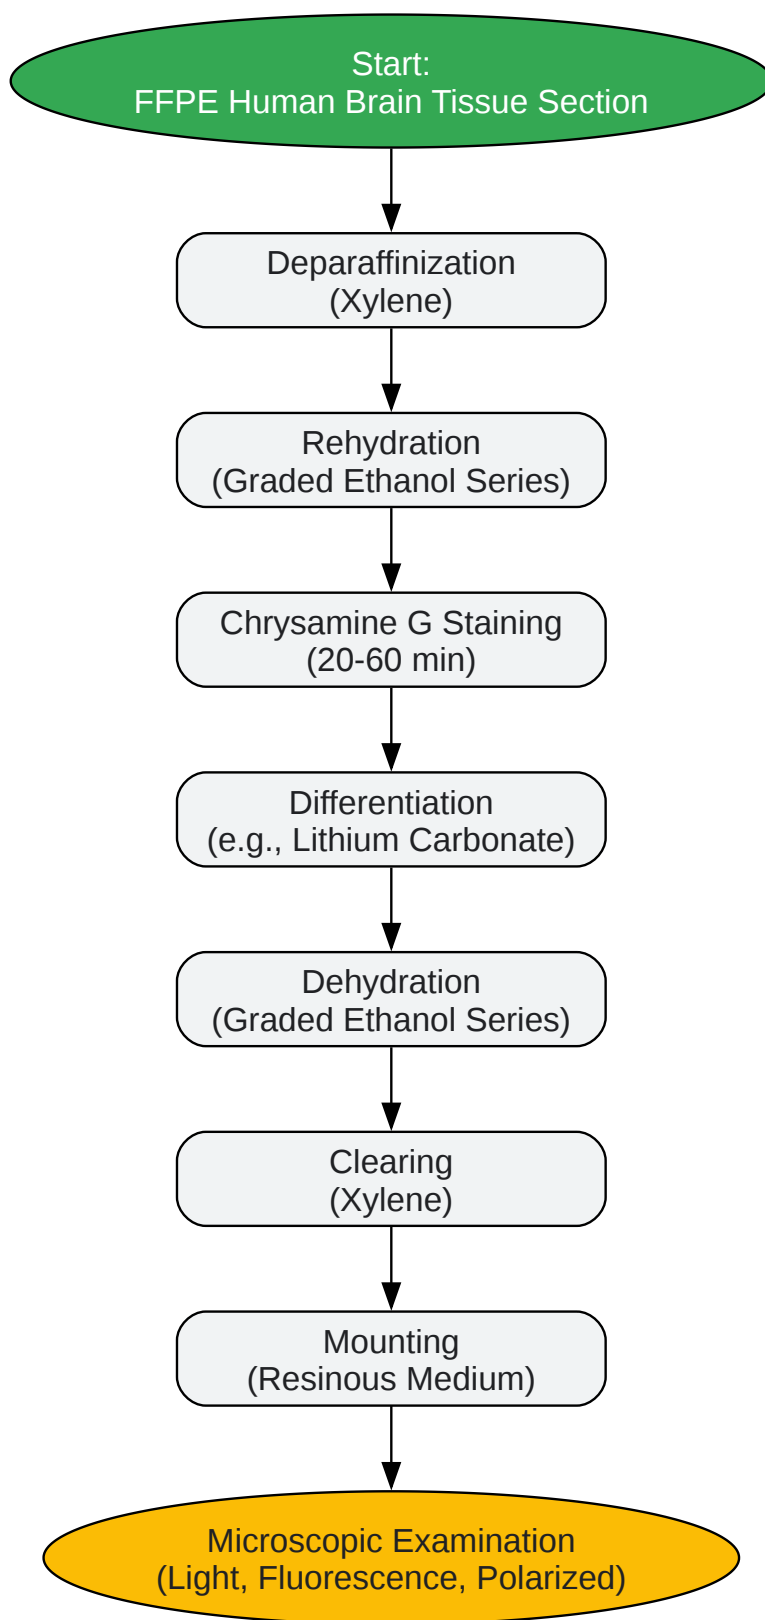 Start:
FFPE Human Brain Tissue Section
Deparaffinization
(Xylene)
Rehydration
(Graded Ethanol Series)
Chrysamine G Staining
(20-60 min)
Differentiation
(e.g., Lithium Carbonate)
Dehydration
(Graded Ethanol Series)
Clearing
(Xylene)
Mounting
(Resinous Medium)
Microscopic Examination
(Light, Fluorescence, Polarized)